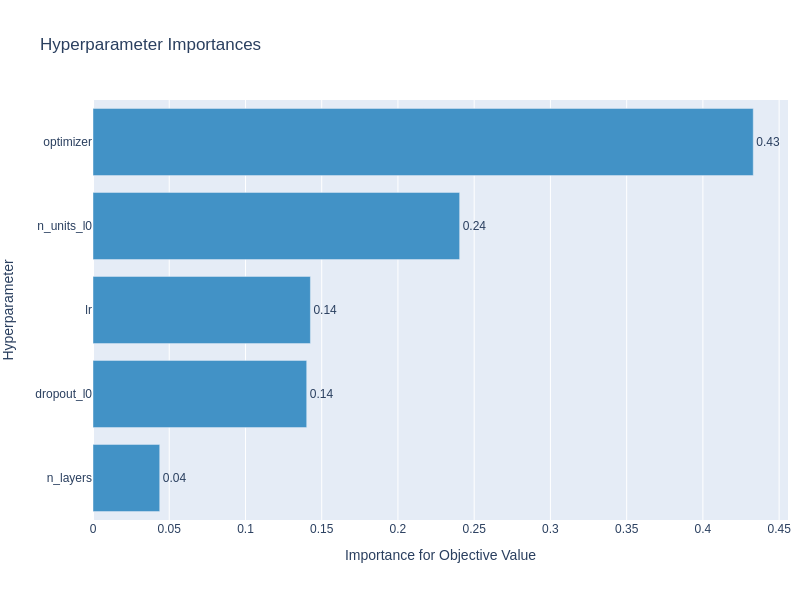 Hyperparameter Importances
optimizer 0.43
n_units_l0 0.24
lr 0.14
dropout_l0 0.14
n_layers 0.04
0 0.05 0.1 0.15 0.2 0.25 0.3 0.35 0.4 0.45
Importance for Objective Value
Hyperparameter